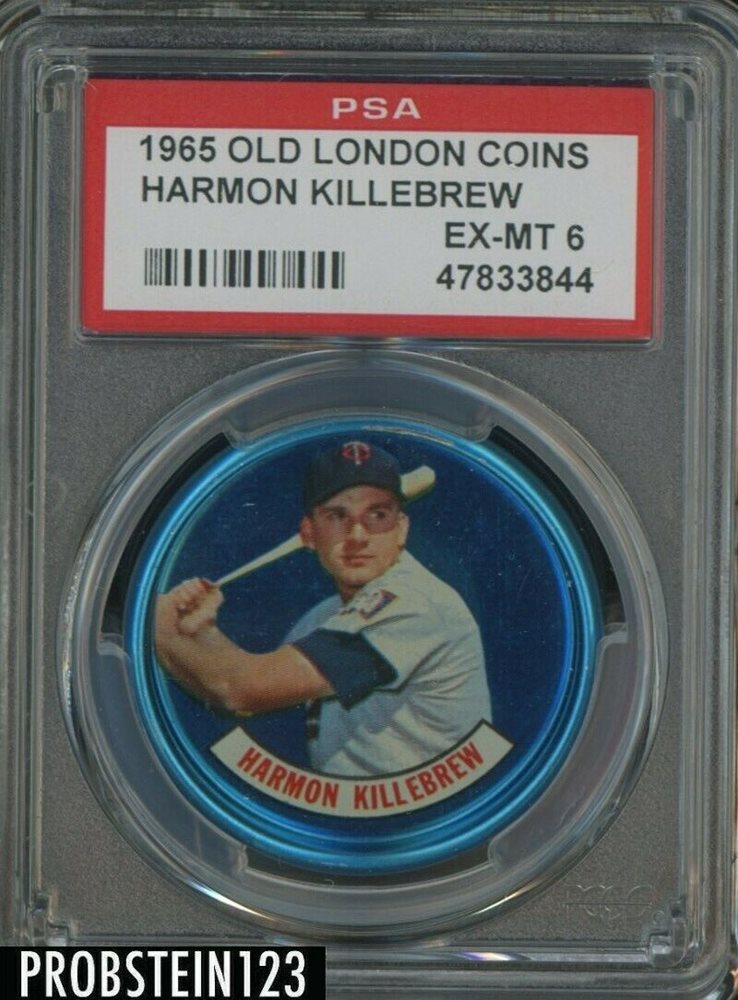 PSA
1965 OLD LONDON COINS
HARMON KILLEBREW
EX-MT 6
47833844
HARMON KILLEBREW
PROBSTEIN123